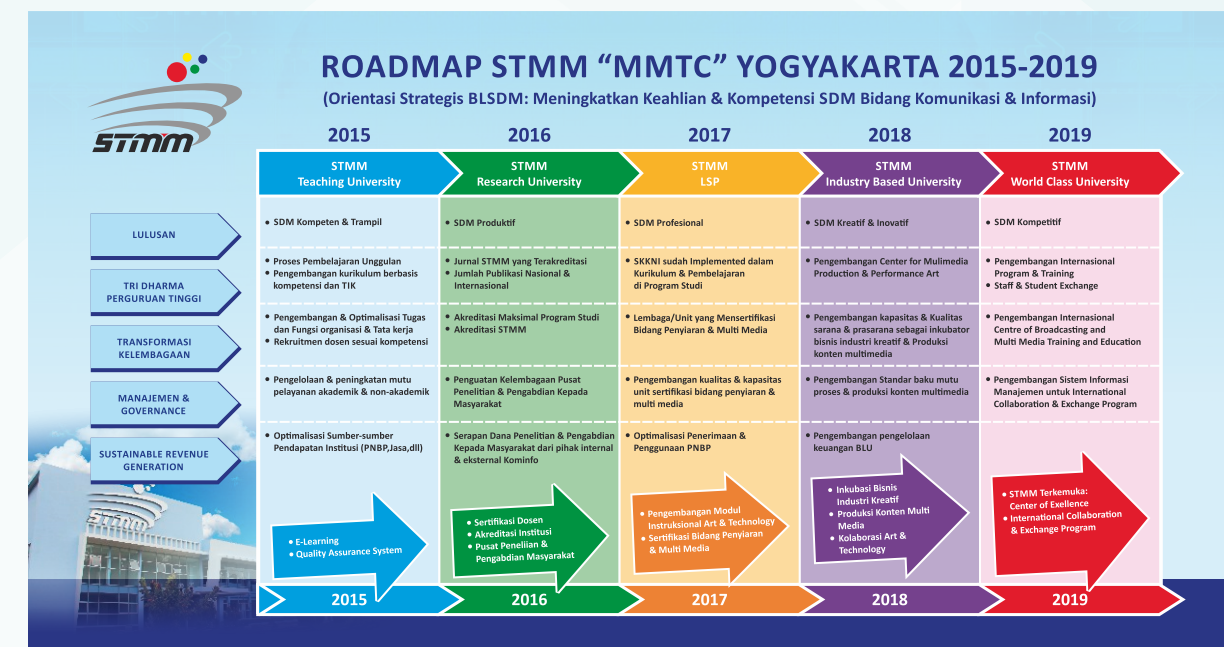 ROADMAP STMM “MMTC” YOGYAKARTA 2015-2019
(Orientasi Strategis BLSDM: Meningkatkan Keahlian & Kompetensi SDM Bidang Komunikasi & Informasi)
STMM
2015
2016
2017
2018
2019
STMM
Teaching University
STMM
Research University
STMM
LSP
STMM
Industry Based University
STMM
World Class University
LULUSAN
• SDM Kompeten & Trampil
• SDM Produktif
• SDM Profesional
• SDM Kreatif & Inovatif
• SDM Kompetitif
TRI DHARMA
PERGURUAN TINGGI
• Proses Pembelajaran Unggulan
• Pengembangan kurikulum berbasis
kompetensi dan TIK
• Jurnal STMM yang Terakreditasi
• Jumlah Publikasi Nasional &
Internasional
• SKKNI sudah Implemented dalam
Kurikulum & Pembelajaran
di Program Studi
• Pengembangan Center for Mulimedia
Production & Performance Art
• Pengembangan Internasional
Program & Training
• Staff & Student Exchange
TRANSFORMASI
KELEMBAGAAN
• Pengembangan & Optimalisasi Tugas
dan Fungsi organisasi & Tata kerja
• Rekruitmen dosen sesuai kompetensi
• Akreditasi Maksimal Program Studi
• Akreditasi STMM
• Lembaga/Unit yang Mensertifikasi
Bidang Penyiaran & Multi Media
• Pengembangan kapasitas & Kualitas
sarana & prasarana sebagai inkubator
bisnis industri kreatif & Produksi
konten multimedia
• Pengembangan Internasional
Centre of Broadcasting and
Multi Media Training and Education
MANAJEMEN &
GOVERNANCE
• Pengelolaan & peningkatan mutu
pelayanan akademik & non-akademik
• Penguatan Kelembagaan Pusat
Penelitian & Pengabdian Kepada
Masyarakat
• Pengembangan kualitas & kapasitas
unit sertifikasi bidang penyiaran &
multi media
• Pengembangan Standar baku mutu
proses & produksi konten multimedia
• Pengembangan Sistem Informasi
Manajemen untuk International
Collaboration & Exchange Program
SUSTAINABLE REVENUE
GENERATION
• Optimalisasi Sumber-sumber
Pendapatan Institusi (PNBP,Jasa,dll)
• Serapan Dana Penelitian & Pengabdian
Kepada Masyarakat dari pihak internal
& eksternal Kominfo
• Optimalisasi Penerimaan &
Penggunaan PNBP
• Pengembangan pengelolaan
keuangan BLU
• E-Learning
• Quality Assurance System
• Sertifikasi Dosen
• Akreditasi Institusi
• Pusat Peneliian &
Pengabdian Masyarakat
• Pengembangan Modul
Instruksional Art & Technology
• Sertifikasi Bidang Penyiaran
& Multi Media
• Inkubasi Bisnis
Industri Kreatif
• Produksi Konten Multi
Media
• Kolaborasi Art &
Technology
• STMM Terkemuka:
Center of Exellence
• International Collaboration
& Exchange Program
STMM
2015
2016
2017
2018
2019